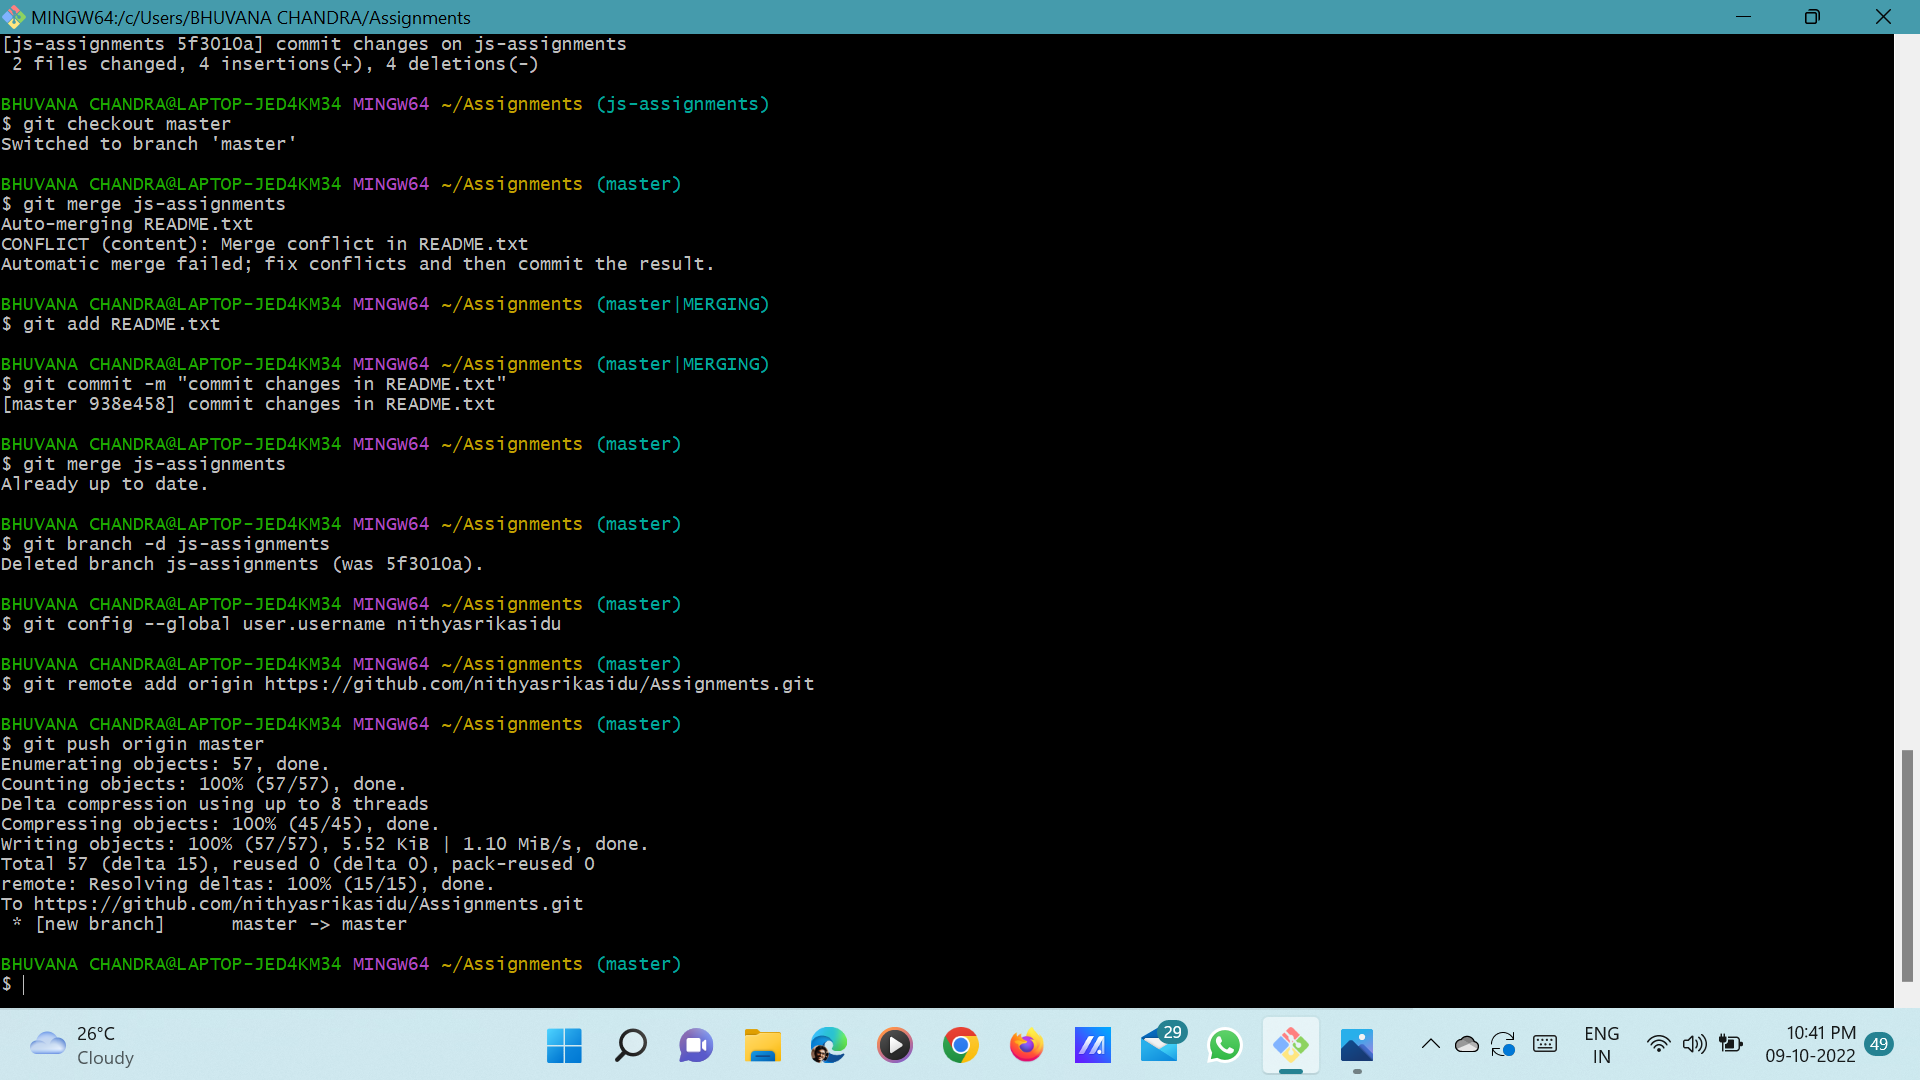 MINGW64:/c/Users/BHUVANA CHANDRA/Assignments
[js-assignments 5f3010a] commit changes on js-assignments
 2 files changed, 4 insertions(+), 4 deletions(-)
BHUVANA CHANDRA@LAPTOP-JED4KM34 MINGW64 ~/Assignments (js-assignments)
$ git checkout master
Switched to branch 'master'
BHUVANA CHANDRA@LAPTOP-JED4KM34 MINGW64 ~/Assignments (master)
$ git merge js-assignments
Auto-merging README.txt
CONFLICT (content): Merge conflict in README.txt
Automatic merge failed; fix conflicts and then commit the result.
BHUVANA CHANDRA@LAPTOP-JED4KM34 MINGW64 ~/Assignments (master|MERGING)
$ git add README.txt
BHUVANA CHANDRA@LAPTOP-JED4KM34 MINGW64 ~/Assignments (master|MERGING)
$ git commit -m "commit changes in README.txt"
[master 938e458] commit changes in README.txt
BHUVANA CHANDRA@LAPTOP-JED4KM34 MINGW64 ~/Assignments (master)
$ git merge js-assignments
Already up to date.
BHUVANA CHANDRA@LAPTOP-JED4KM34 MINGW64 ~/Assignments (master)
$ git branch -d js-assignments
Deleted branch js-assignments (was 5f3010a).
BHUVANA CHANDRA@LAPTOP-JED4KM34 MINGW64 ~/Assignments (master)
$ git config --global user.username nithyasrikasidu
BHUVANA CHANDRA@LAPTOP-JED4KM34 MINGW64 ~/Assignments (master)
$ git remote add origin https://github.com/nithyasrikasidu/Assignments.git
BHUVANA CHANDRA@LAPTOP-JED4KM34 MINGW64 ~/Assignments (master)
$ git push origin master
Enumerating objects: 57, done.
Counting objects: 100% (57/57), done.
Delta compression using up to 8 threads
Compressing objects: 100% (45/45), done.
Writing objects: 100% (57/57), 5.52 KiB | 1.10 MiB/s, done.
Total 57 (delta 15), reused 0 (delta 0), pack-reused 0
remote: Resolving deltas: 100% (15/15), done.
To https://github.com/nithyasrikasidu/Assignments.git
 * [new branch]      master -> master
BHUVANA CHANDRA@LAPTOP-JED4KM34 MINGW64 ~/Assignments (master)
$
26°C
Cloudy
29
ENG
IN
10:41 PM
09-10-2022
49